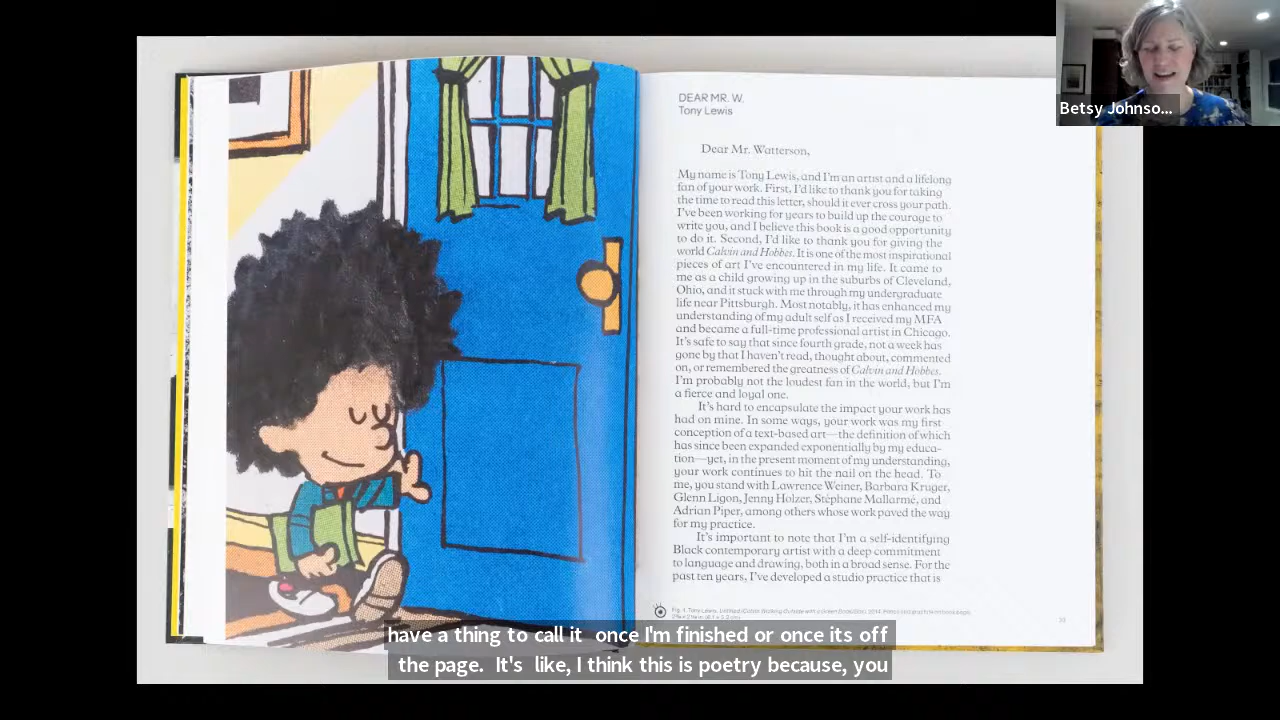 Betsy Johnso...
DEAR MR. W.
Tony Lewis
Dear Mr. Watterson,
My name is Tony Lewis, and I'm an artist and a lifelong
fan of your work. First, I'd like to thank you for taking
the time to read this letter, should it ever cross your path.
I've been working for years to build up the courage to
write you, and I believe this book is a good opportunity
to do it. Second, I'd like to thank you for giving the
world Calvin and Hobbes. It is one of the most inspirational
pieces of art I've encountered in my life. It came to
me as a child growing up in the suburbs of Cleveland,
Ohio, and it stuck with me through my undergraduate
life near Pittsburgh. Most notably, it has enhanced my
understanding of my adult self as I received my MFA
and became a full-time professional artist in Chicago.
It's safe to say that since fourth grade, not a week has
gone by that I haven't read, thought about, commented
on, or remembered the greatness of Calvin and Hobbes.
I'm probably not the loudest fan in the world, but I'm
a fierce and loyal one.
It's hard to encapsulate the impact your work has
had on mine. In some ways, your work was my first
conception of a text-based art—the definition of which
has since been expanded exponentially by my educa-
tion—yet, in the present moment of my understanding,
your work continues to hit the nail on the head. To
me, you stand with Lawrence Weiner, Barbara Kruger,
Glenn Ligon, Jenny Holzer, Stéphane Mallarmé, and
Adrian Piper, among others whose work paved the way
for my practice.
It's important to note that I'm a self-identifying
Black contemporary artist with a deep commitment
to language and drawing, both in a broad sense. For the
past ten years, I've developed a studio practice that is
Fig. 1. Tony Lewis, Untitled
have a thing to call it once I'm finished or once its off
the page. It's like, I think this is poetry because, you